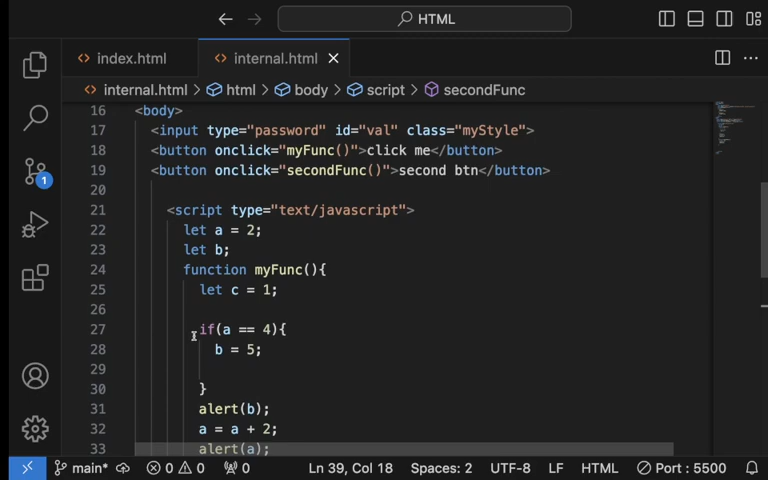 HTML
index.html
internal.html
internal.html > html > body > script > secondFunc
16 <body>
17 <input type="password" id="val" class="myStyle">
18 <button onclick="myFunc()">click me</button>
19 <button onclick="secondFunc()">second btn</button>
20
21 <script type="text/javascript">
22 let a = 2;
23 let b;
24 function myFunc(){
25 let c = 1;
26
27 if(a == 4){
28 b = 5;
29
30 }
31 alert(b);
32 a = a + 2;
33 alert(a);
1
main* 0 0 0 Ln 39, Col 18 Spaces: 2 UTF-8 LF HTML Port : 5500